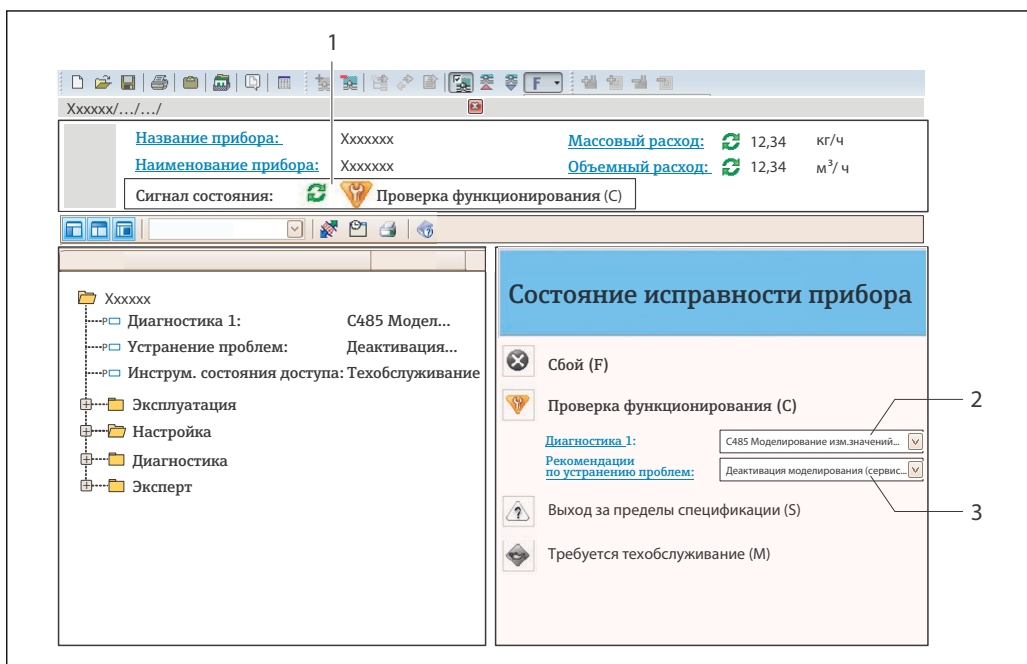 1
F
Xxxxxx/.../.../
Название прибора: Xxxxxxx Массовый расход: 12,34 кг/ч
Наименование прибора: Xxxxxxx Объемный расход: 12,34 м³/ ч
Сигнал состояния: Проверка функционирования (C)
Xxxxxx
P Диагностика 1: C485 Модел...
P Устранение проблем: Деактивация...
P Инструм. состояния доступа: Техобслуживание
Эксплуатация
Настройка
Диагностика
Эксперт
Состояние исправности прибора
Сбой (F)
Проверка функционирования (C)
2
Диагностика 1: C485 Моделирование изм.значений...
Рекомендации
по устранению проблем: Деактивация моделирования (сервис...
3
Выход за пределы спецификации (S)
Требуется техобслуживание (M)